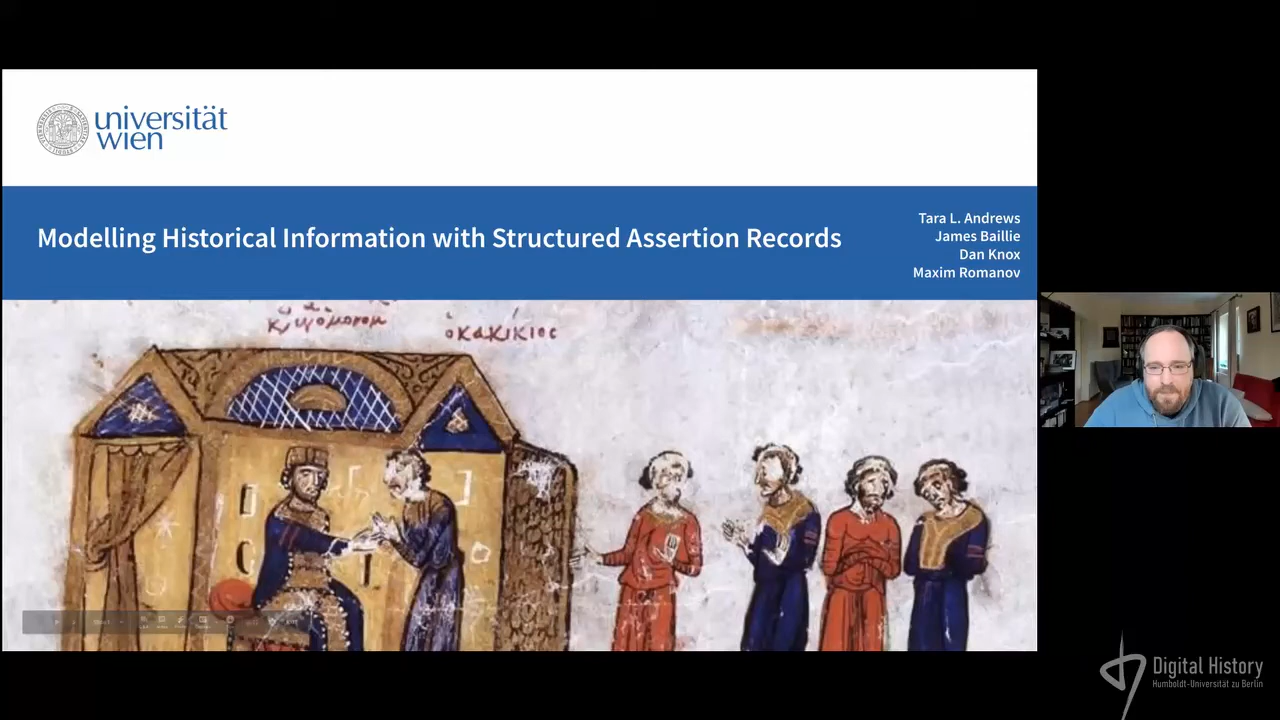 universität
wien
Modelling Historical Information with Structured Assertion Records
Tara L. Andrews
James Baillie
Dan Knox
Maxim Romanov
ὁκακίκιος
Digital History
Humboldt-Universität zu Berlin